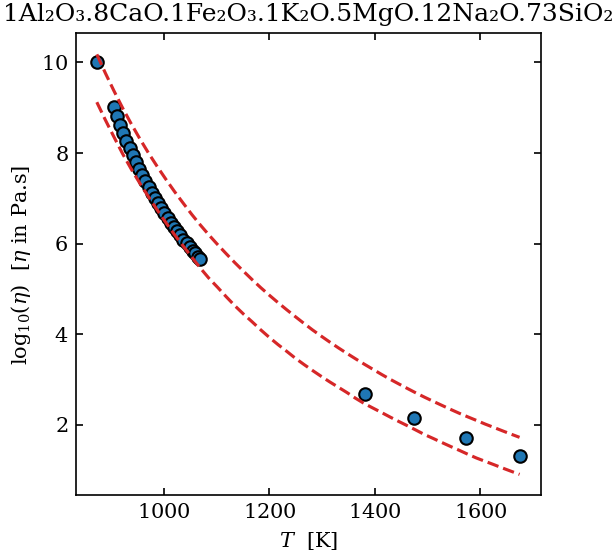 1Al₂O₃.8CaO.1Fe₂O₃.1K₂O.5MgO.12Na₂O.73SiO₂
10
8
6
4
2
log₁₀(η) [η in Pa.s]
1000 1200 1400 1600
T [K]